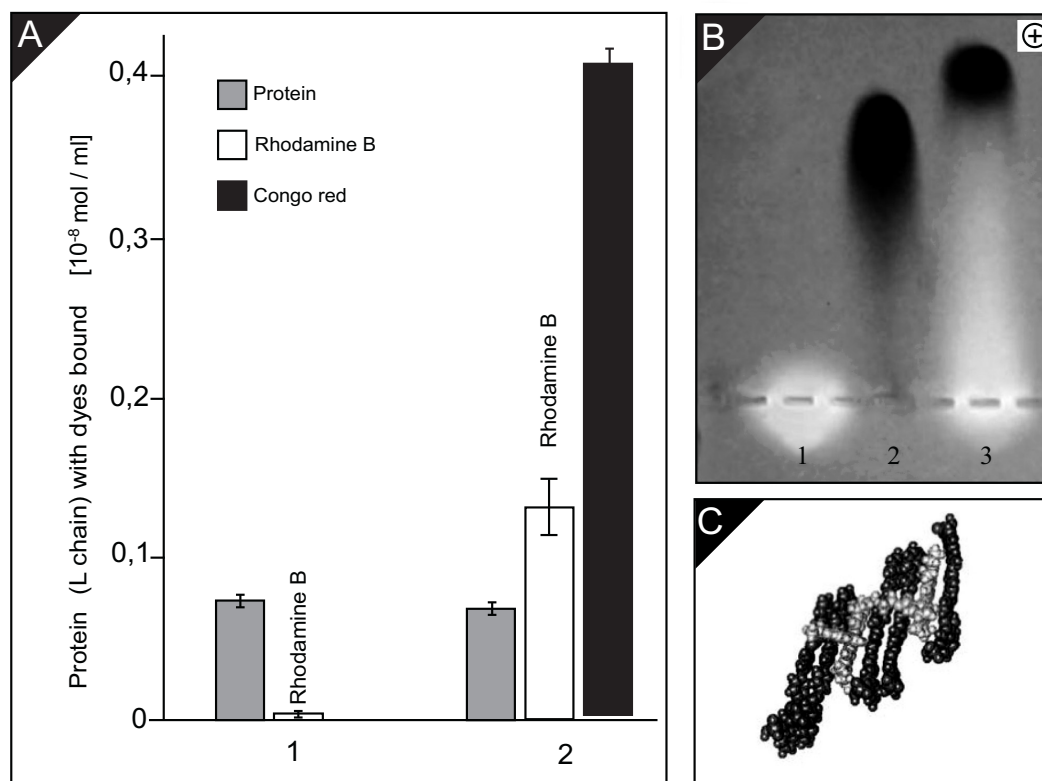 A
Protein (L chain) with dyes bound [10⁻⁸ mol / ml]
0,4
0,3
0,2
0,1
0
Protein
Rhodamine B
Congo red
Rhodamine B
Rhodamine B
1
2
B
⊕
1
2
3
C